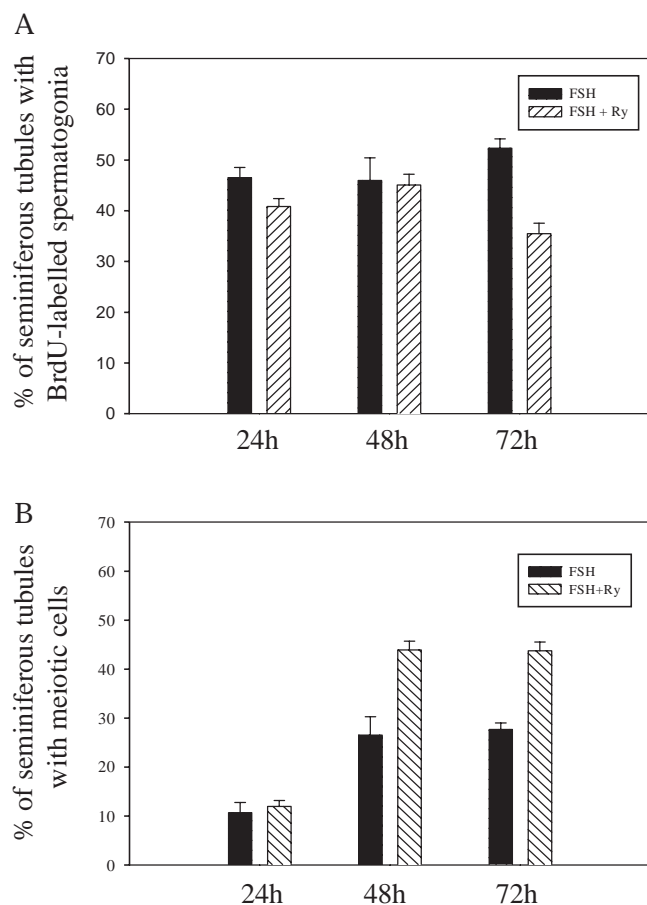 A
% of seminiferous tubules with
BrdU-labelled spermatogonia
70
60
50
40
30
20
10
0
FSH
FSH + Ry
24h
48h
72h
B
% of seminiferous tubules
with meiotic cells
70
60
50
40
30
20
10
0
FSH
FSH+Ry
24h
48h
72h